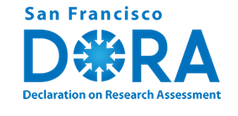 San Francisco
DORA
Declaration on Research Assessment